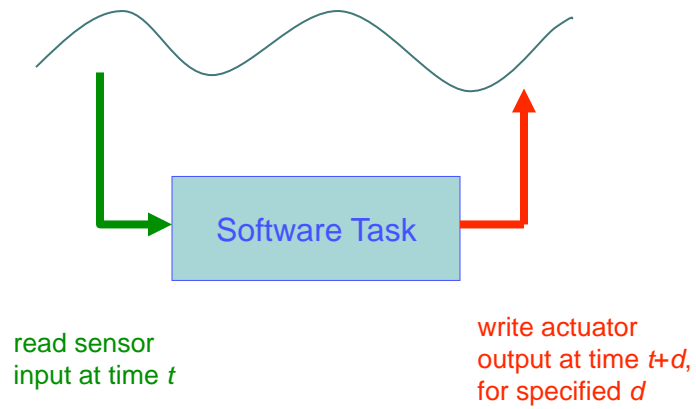 Software Task
read sensor
input at time t
write actuator
output at time t+d,
for specified d